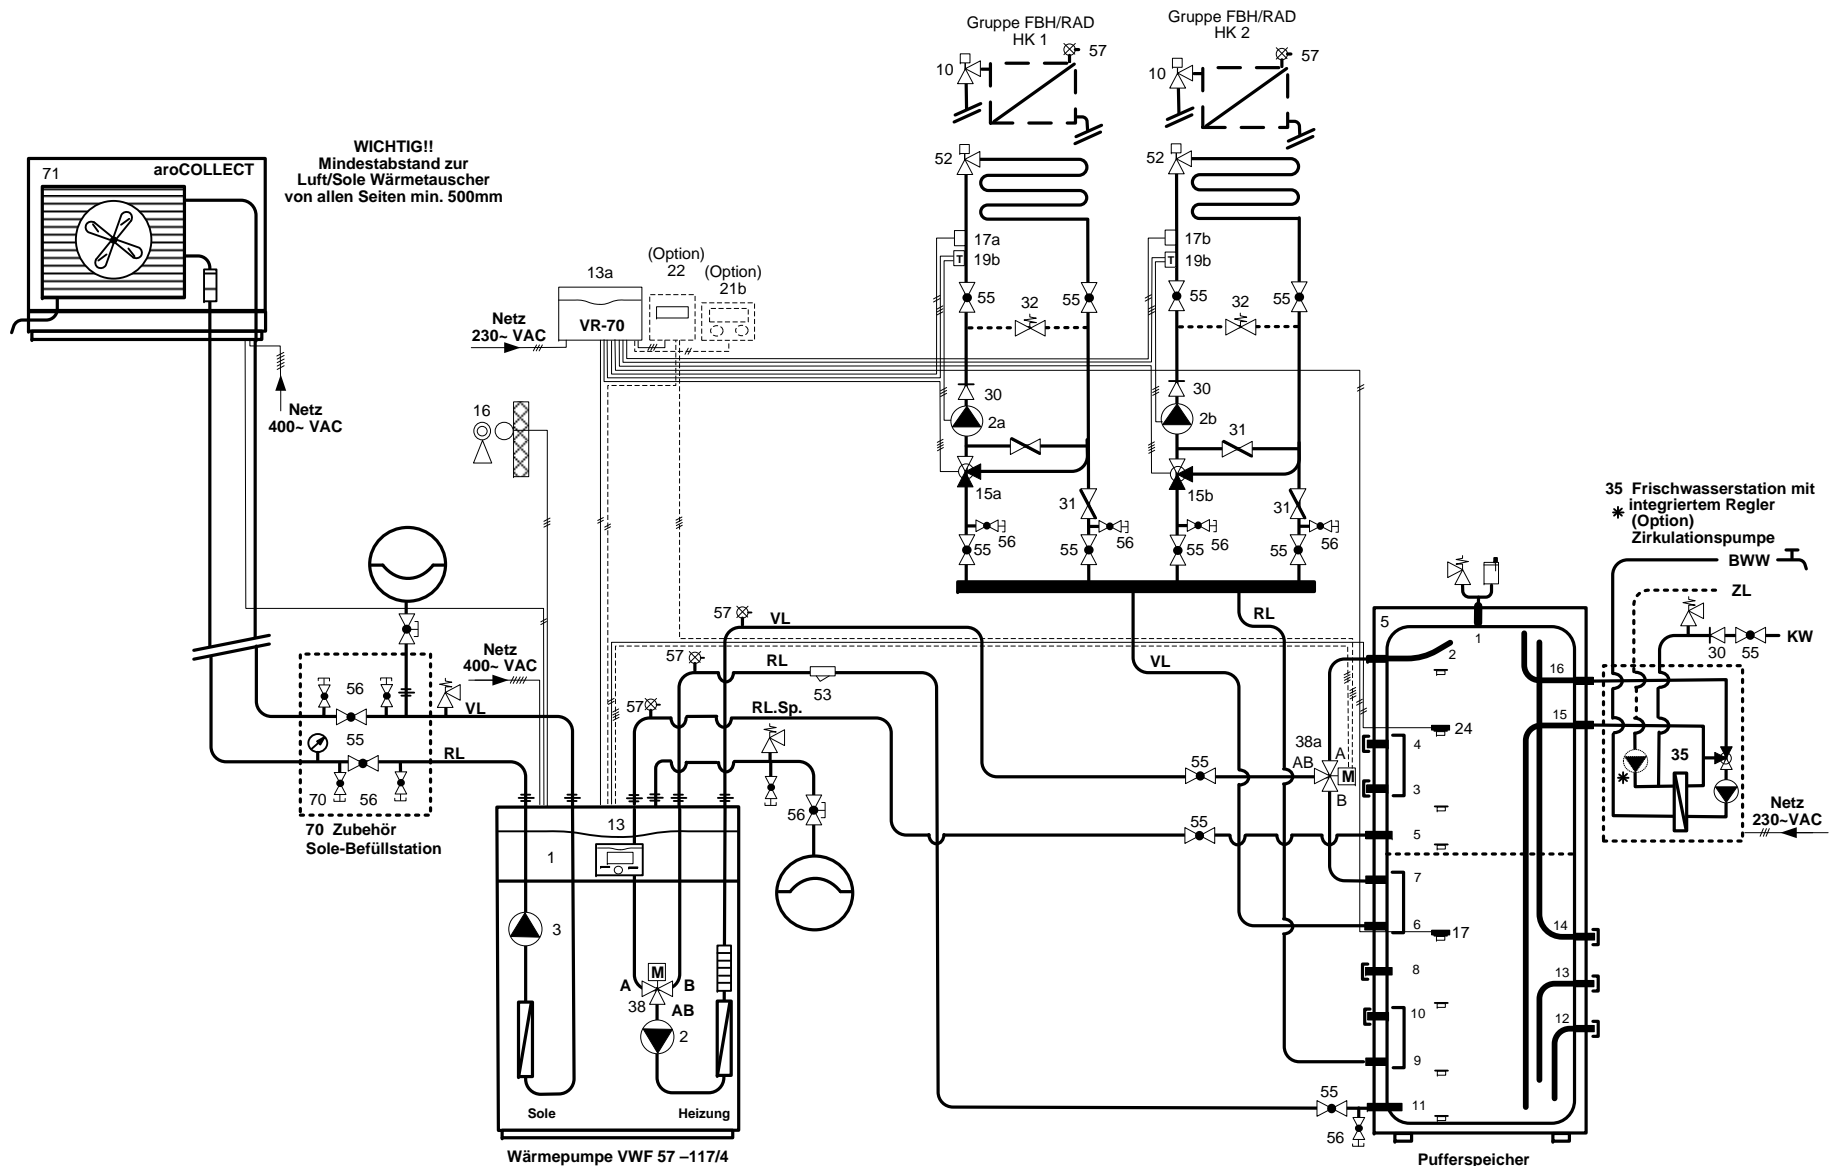 Gruppe FBH/RAD
HK 1
Gruppe FBH/RAD
HK 2
57
57
10
10
WICHTIG!!
Mindestabstand zur
Luft/Sole Wärmetauscher
von allen Seiten min. 500mm
71
aroCOLLECT
52
52
17a
T
19b
17b
T
19b
(Option)
22
(Option)
21b
13a
VR-70
Netz
230~ VAC
55
32
55
55
32
55
Netz
400~ VAC
16
30
2a
30
2b
31
15a
31
15b
31
56
56
56
56
55
55
55
55
35 Frischwasserstation mit
integriertem Regler
(Option)
Zirkulationspumpe
BWW
ZL
KW
30
55
57
VL
RL
VL
57
RL
53
Netz
400~ VAC
57
RL.Sp.
56
VL
55
RL
70
56
70 Zubehör
Sole-Befüllstation
56
5
1
2
16
15
24
38a
A
AB
M
B
4
3
55
55
5
7
6
17
8
10
9
11
14
13
12
35
Netz
230~VAC
13
1
3
M
A
B
38
AB
2
Sole
Heizung
55
56
Wärmepumpe VWF 57 –117/4
Pufferspeicher